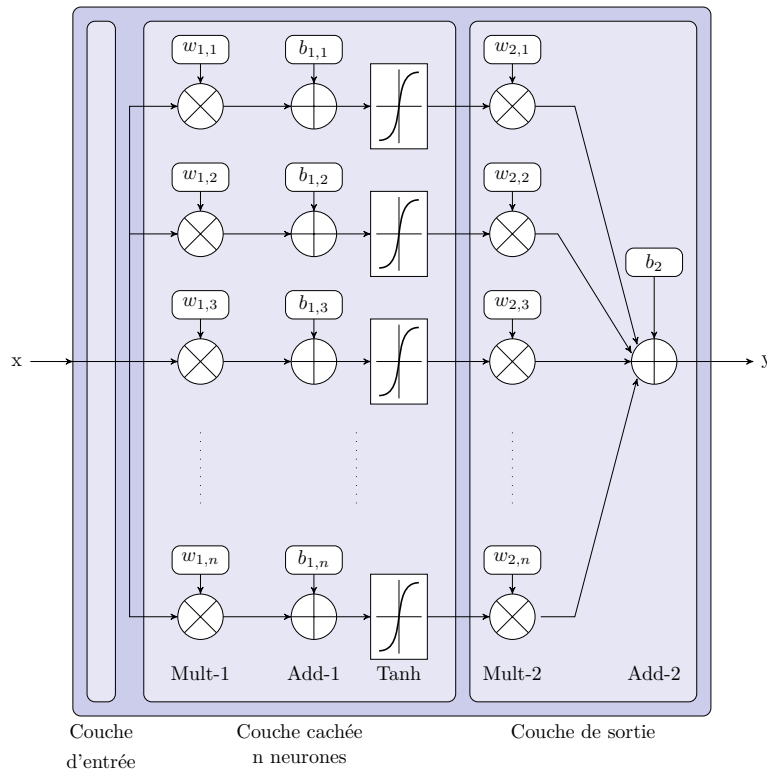 w1,1 b1,1 w2,1
w1,2 b1,2 w2,2
b2
w1,3 b1,3 w2,3
x y
w1,n b1,n w2,n
Mult-1 Add-1 Tanh Mult-2 Add-2
Couche
d'entrée
Couche cachée
n neurones
Couche de sortie